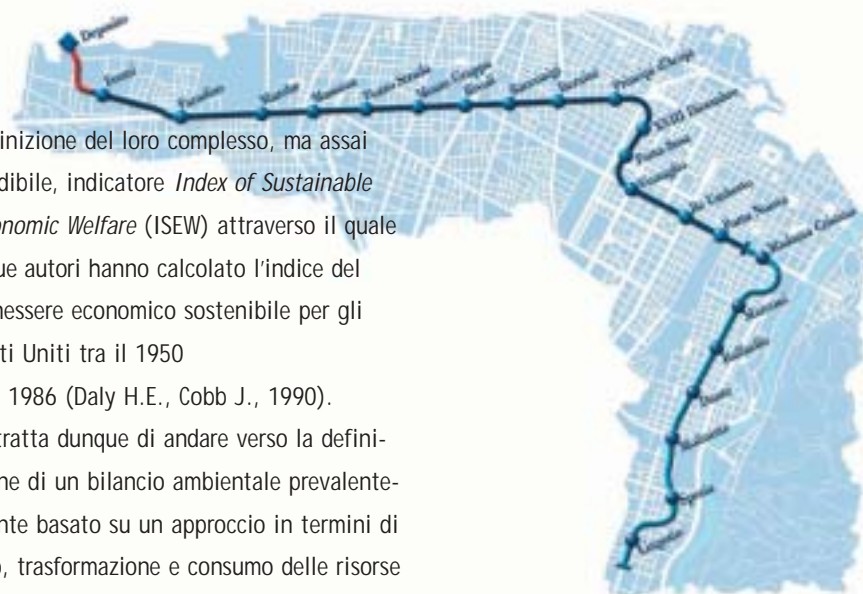 Deposito
Fermi
Paradiso
Marche
Massaua
Pozzo Strada
Monte Grappa
Rivoli
Racconigi
Bernini
Principi d'Acaja
XVIII Dicembre
Porta Susa
Vinzaglio
Re Umberto
Porta Nuova
Madama Cristina
Marconi
Dante
Spezia
Lingotto
inizione del loro complesso, ma assai
dibile, indicatore Index of Sustainable
onomic Welfare (ISEW) attraverso il quale
ue autori hanno calcolato l'indice del
nessere economico sostenibile per gli
ti Uniti tra il 1950
1986 (Daly H.E., Cobb J., 1990).
tratta dunque di andare verso la defini-
ne di un bilancio ambientale prevalente-
nte basato su un approccio in termini di
, trasformazione e consumo delle risorse